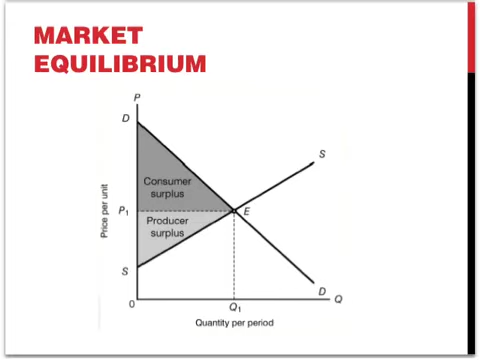 MARKET
EQUILIBRIUM
P
D
S
Consumer
surplus
Price per unit
P1
E
Producer
surplus
S
D
0
Q1
Q
Quantity per period